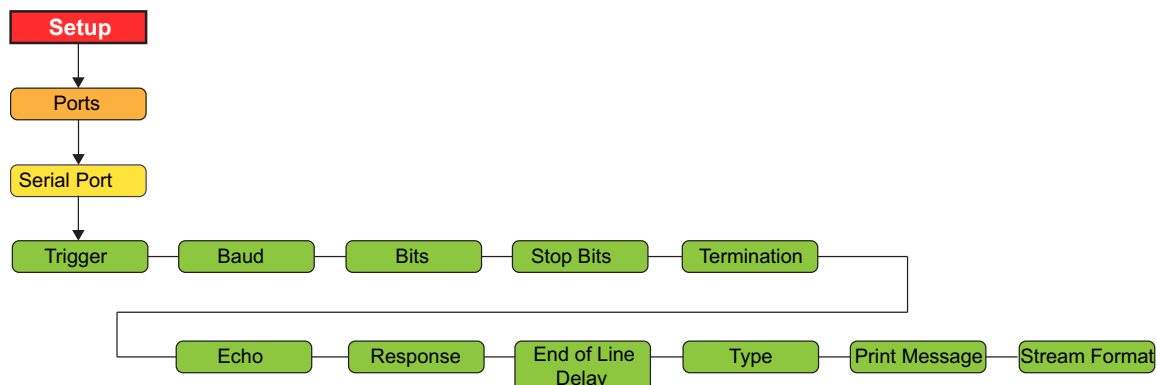 Setup
Ports
Serial Port
Trigger
Baud
Bits
Stop Bits
Termination
Echo
Response
End of Line
Delay
Type
Print Message
Stream Format